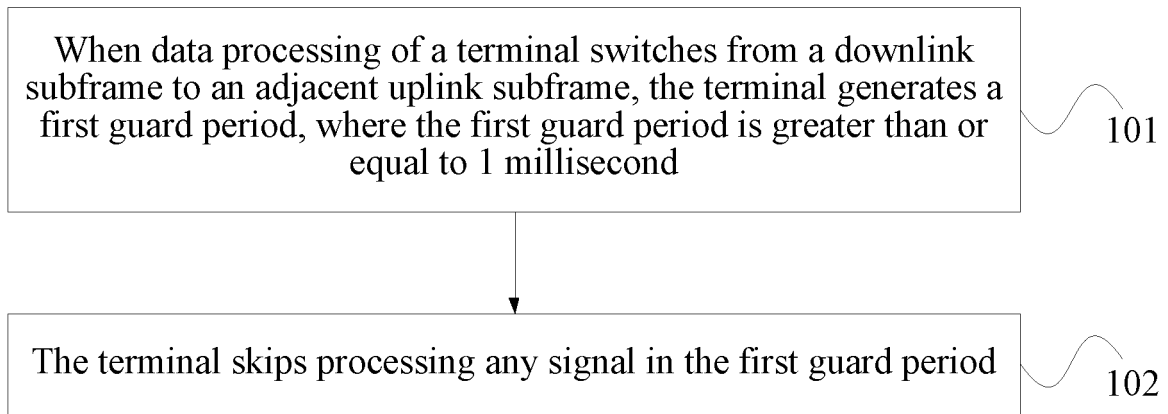 When data processing of a terminal switches from a downlink
subframe to an adjacent uplink subframe, the terminal generates a
first guard period, where the first guard period is greater than or
equal to 1 millisecond
101
The terminal skips processing any signal in the first guard period
102